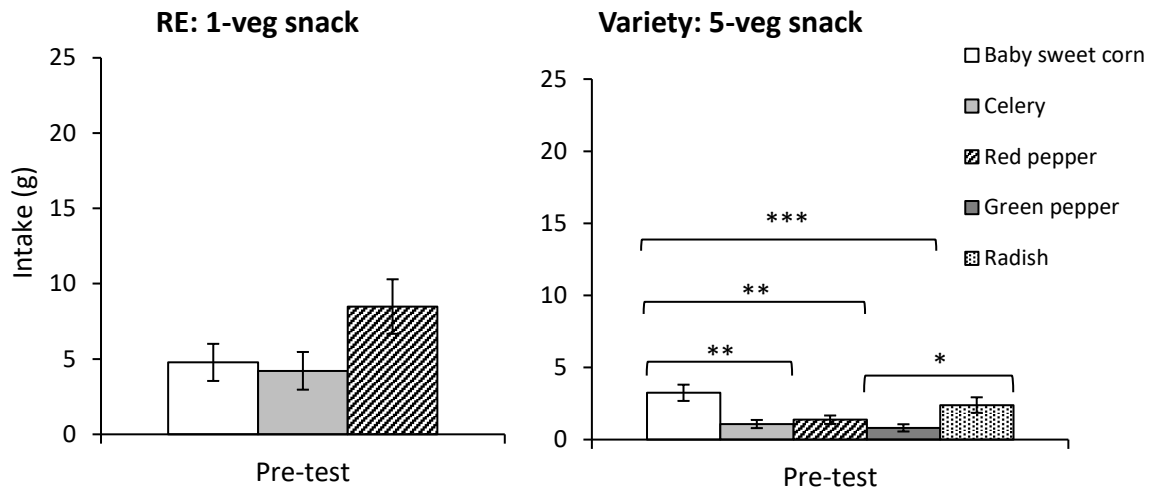 RE: 1-veg snack
25
20
15
10
5
0
Intake (g)
Pre-test
Variety: 5-veg snack
25
20
15
10
5
0
***
**
**
*
Pre-test
Baby sweet corn
Celery
Red pepper
Green pepper
Radish